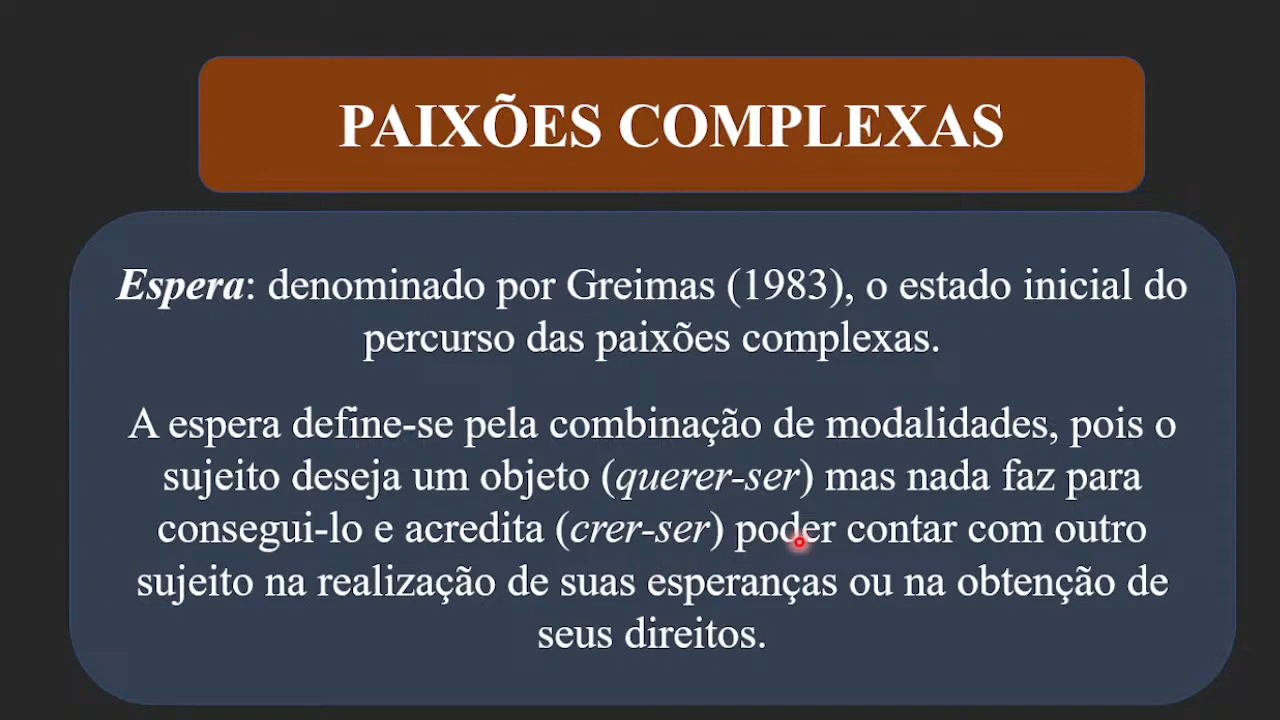 PAIXÕES COMPLEXAS
Espera: denominado por Greimas (1983), o estado inicial do
percurso das paixões complexas.
A espera define-se pela combinação de modalidades, pois o
sujeito deseja um objeto (querer-ser) mas nada faz para
consegui-lo e acredita (crer-ser) poder contar com outro
sujeito na realização de suas esperanças ou na obtenção de
seus direitos.